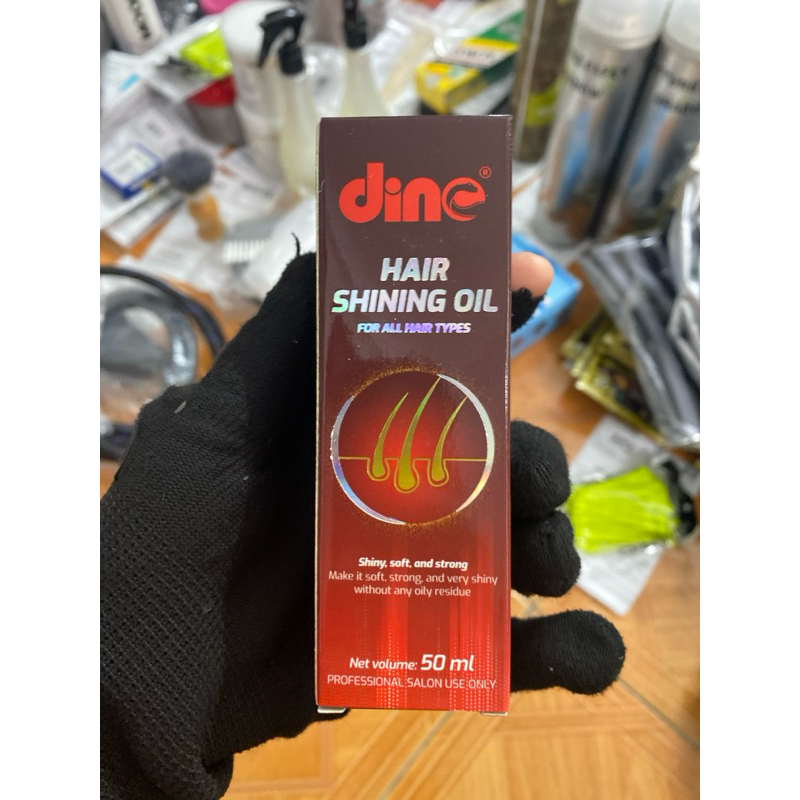 dine®
HAIR
SHINING OIL
FOR ALL HAIR TYPES
Shiny, soft, and strong
Make it soft, strong, and very shiny
without any oily residue
Net volume: 50 ml
PROFESSIONAL SALON USE ONLY